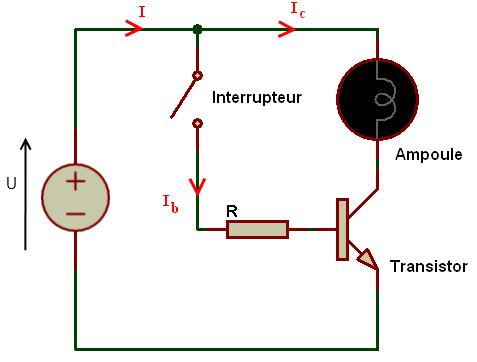 I
Ic
Interrupteur
Ampoule
U
Ib
R
Transistor